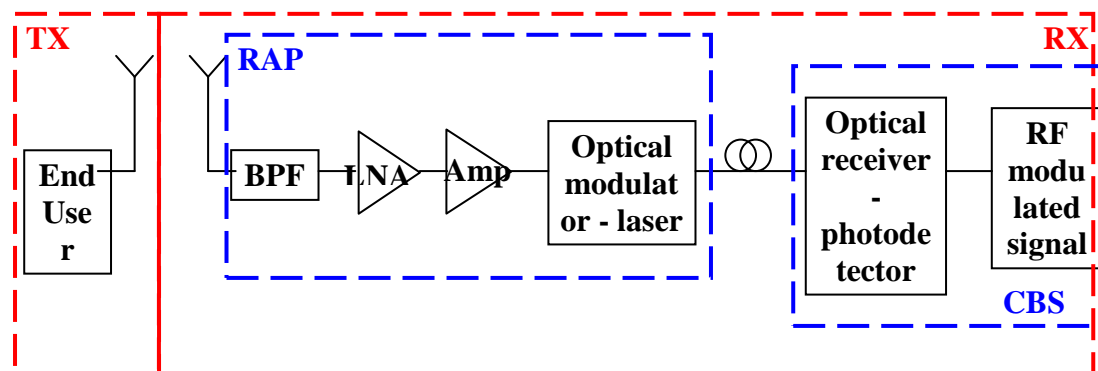 TX
RAP
RX
End
Use
r
BPF
LNA
Amp
Optical
modulat
or - laser
Optical
receiver
-
photode
tector
RF
modu
lated
signal
CBS